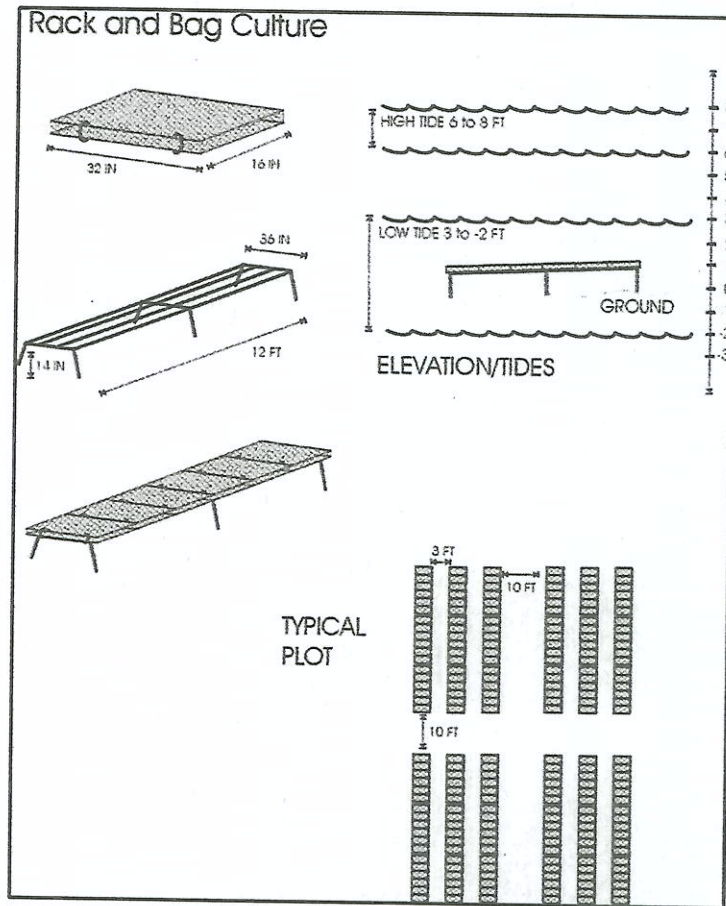 Rack and Bag Culture
32 IN
16 IN
HIGH TIDE 6 to 8 FT
LOW TIDE 3 to -2 FT
GROUND
ELEVATION/TIDES
36 IN
12 FT
14 IN
TYPICAL
PLOT
3 FT
10 FT
10 FT